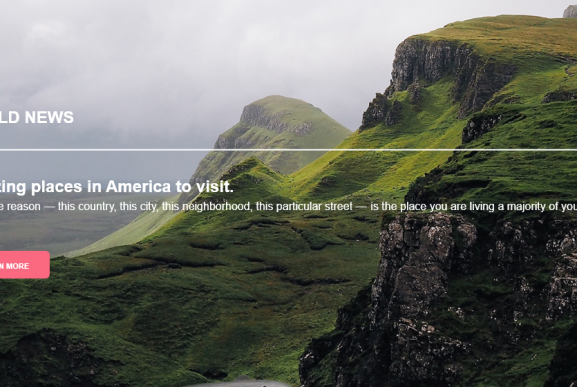 LD NEWS
zing places in America to visit.
e reason — this country, this city, this neighborhood, this particular street — is the place you are living a majority of you
N MORE